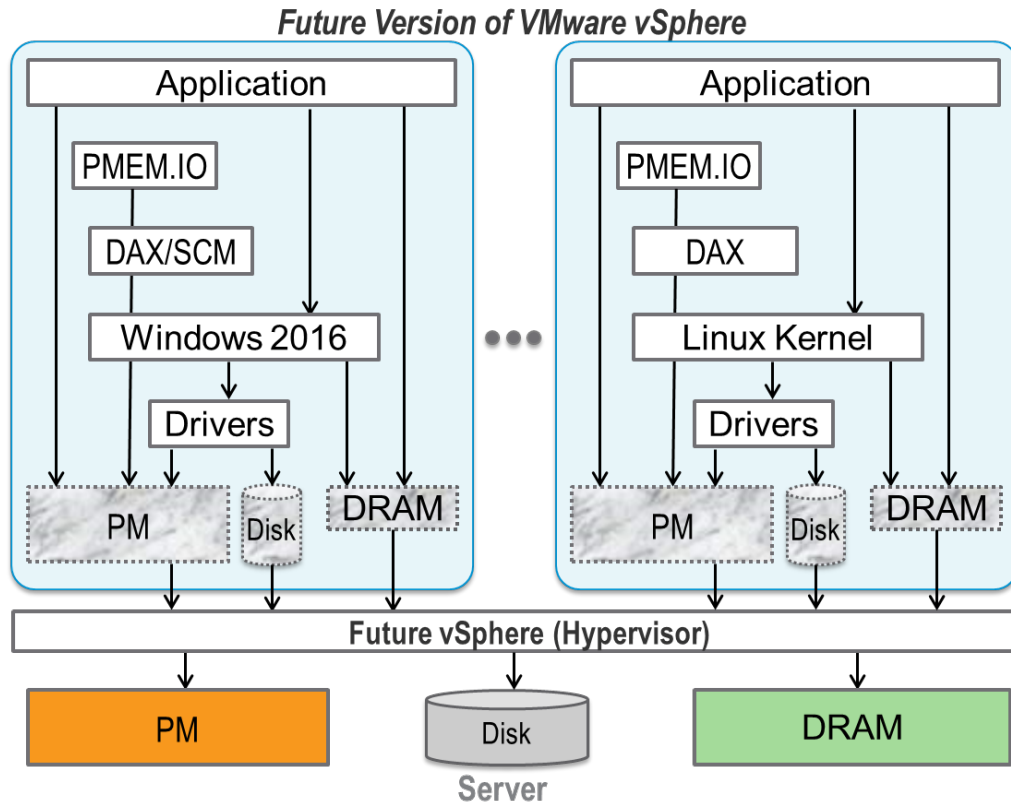 Future Version of VMware vSphere
Application
PMEM.IO
DAX/SCM
Windows 2016
Drivers
PM
Disk
DRAM
Application
PMEM.IO
DAX
Linux Kernel
Drivers
PM
Disk
DRAM
Future vSphere (Hypervisor)
PM
Disk
DRAM
Server